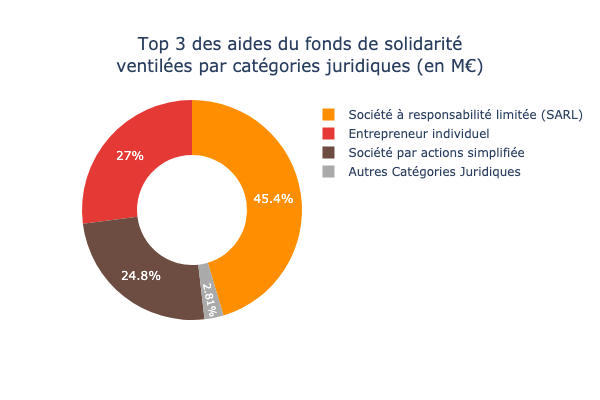 Top 3 des aides du fonds de solidarité
ventilées par catégories juridiques (en M€)
Société à responsabilité limitée (SARL)
Entrepreneur individuel
Société par actions simplifiée
Autres Catégories Juridiques
27%
45.4%
24.8%
2.81%